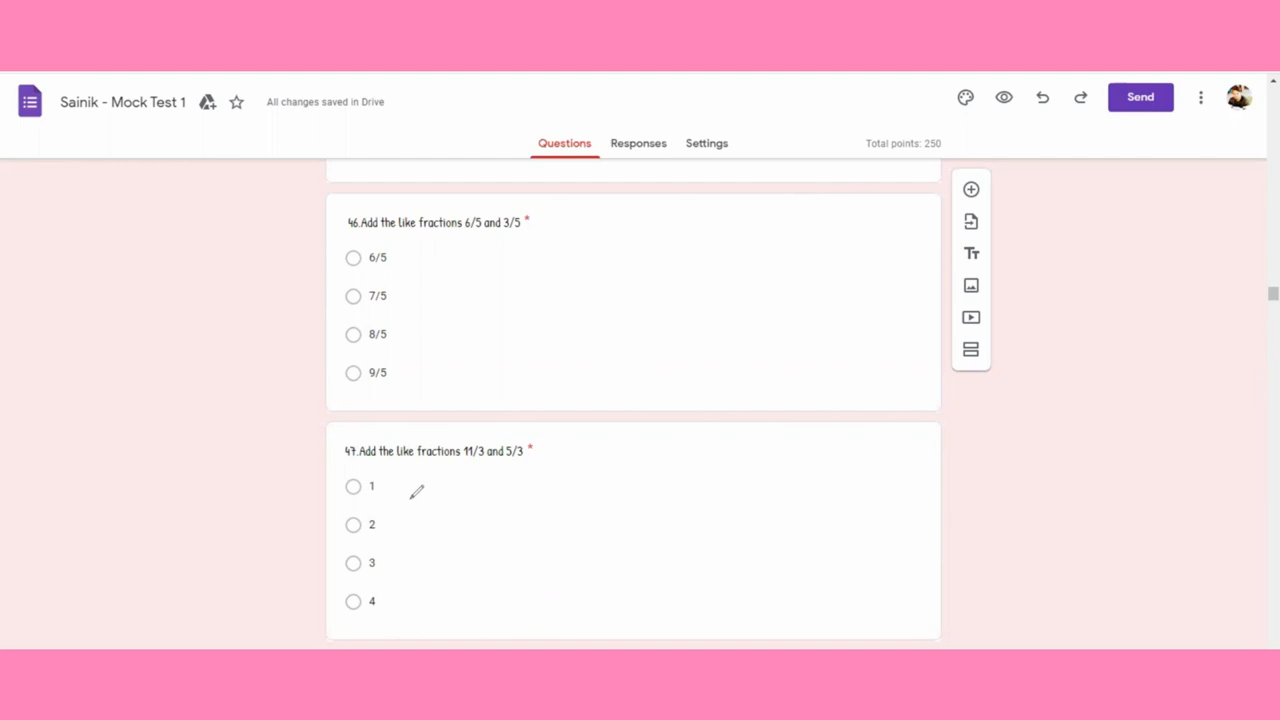 Sainik - Mock Test 1
All changes saved in Drive
Send
Questions
Responses
Settings
Total points: 250
46.Add the like fractions 6/5 and 3/5 *
6/5
7/5
8/5
9/5
Tт
47.Add the like fractions 11/3 and 5/3 *
1
2
3
4